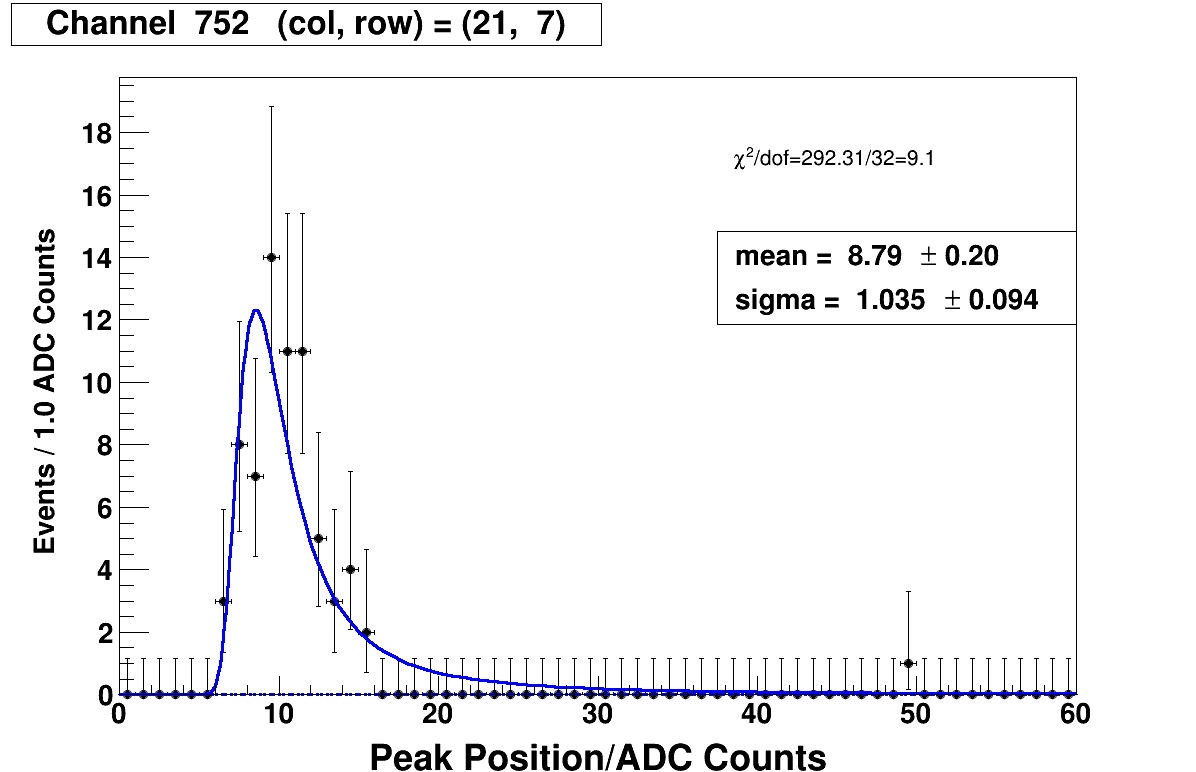 Channel 752 (col, row) = (21, 7)
χ²/dof=292.31/32=9.1
mean = 8.79 ± 0.20
sigma = 1.035 ± 0.094
Events / 1.0 ADC Counts
18
16
14
12
10
8
6
4
2
0
0 10 20 30 40 50 60
Peak Position/ADC Counts